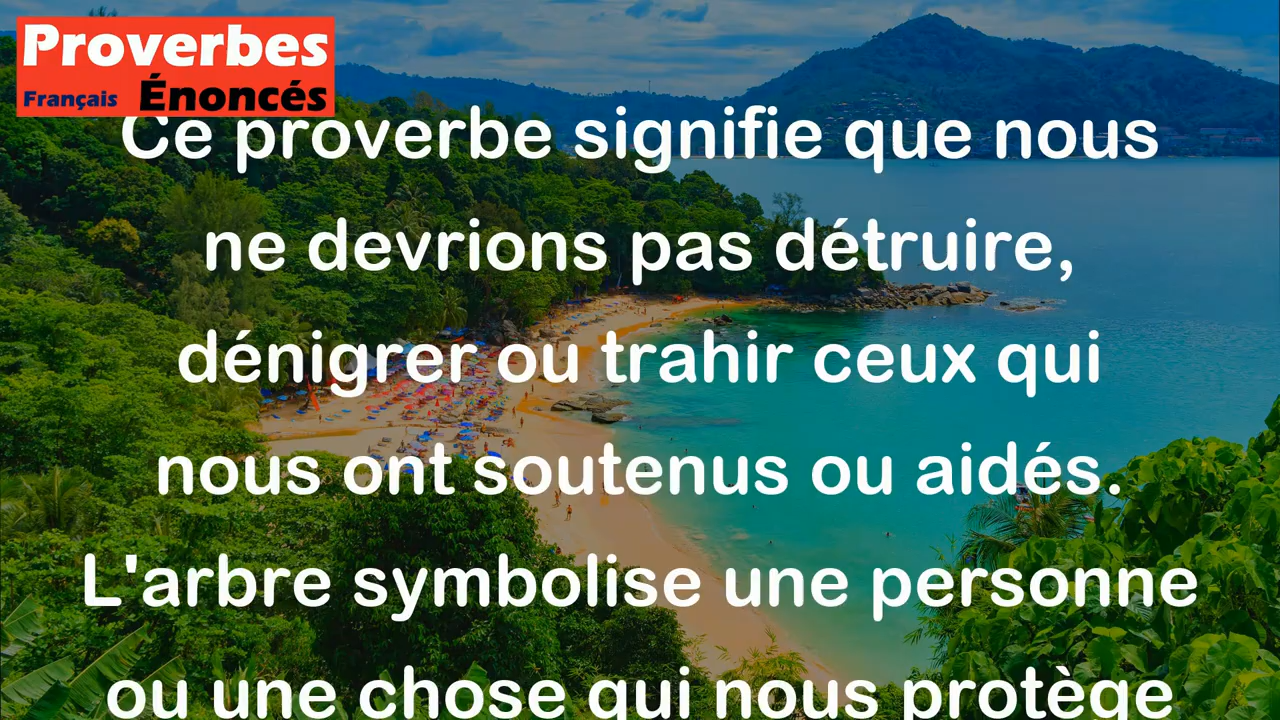 Proverbes
Français Énoncés
Ce proverbe signifie que nous
ne devrions pas détruire,
dénigrer ou trahir ceux qui
nous ont soutenus ou aidés.
L'arbre symbolise une personne
ou une chose qui nous protège